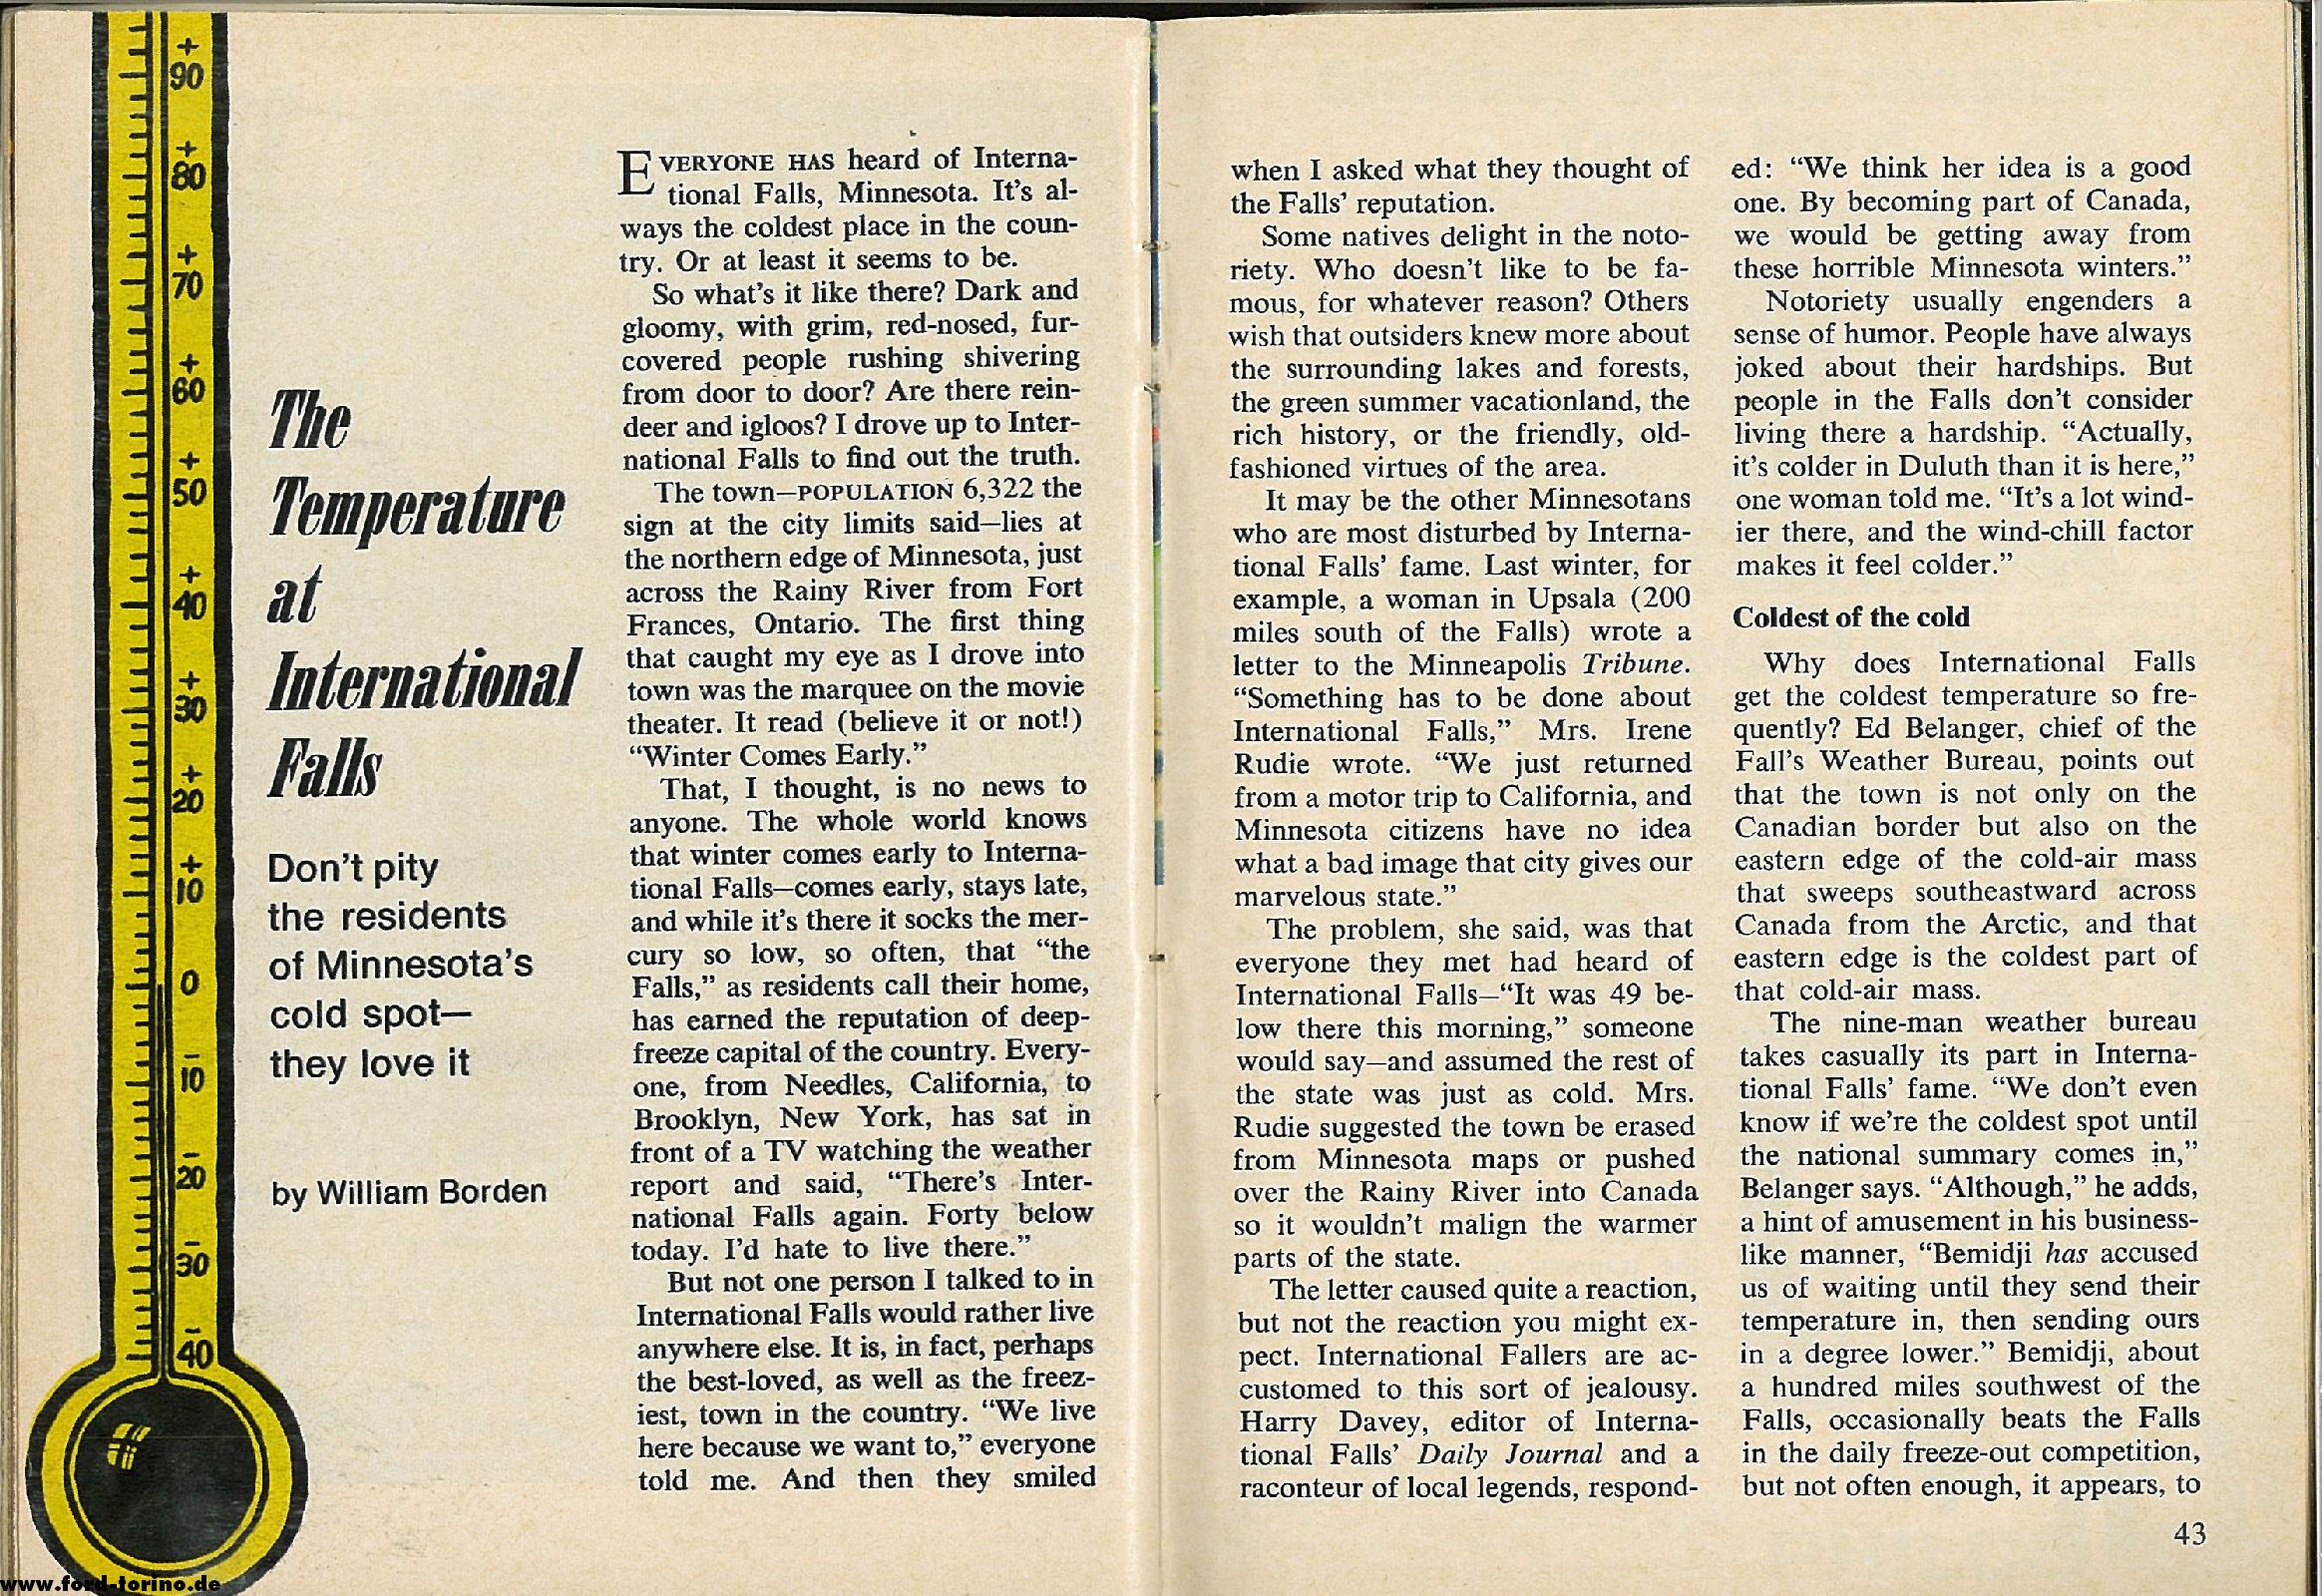 +
90
+
80
+
70
+
60
+
50
+
40
+
30
+
20
+
10
0
-
10
-
20
-
30
-
40
The
Temperature
at
International
Falls
Don't pity
the residents
of Minnesota's
cold spot—
they love it
by William Borden
EVERYONE HAS heard of Interna-
tional Falls, Minnesota. It's al-
ways the coldest place in the coun-
try. Or at least it seems to be.
So what's it like there? Dark and
gloomy, with grim, red-nosed, fur-
covered people rushing shivering
from door to door? Are there rein-
deer and igloos? I drove up to Inter-
national Falls to find out the truth.
The town—POPULATION 6,322 the
sign at the city limits said—lies at
the northern edge of Minnesota, just
across the Rainy River from Fort
Frances, Ontario. The first thing
that caught my eye as I drove into
town was the marquee on the movie
theater. It read (believe it or not!)
“Winter Comes Early.”
That, I thought, is no news to
anyone. The whole world knows
that winter comes early to Interna-
tional Falls—comes early, stays late,
and while it's there it socks the mer-
cury so low, so often, that “the
Falls,” as residents call their home,
has earned the reputation of deep-
freeze capital of the country. Every-
one, from Needles, California, to
Brooklyn, New York, has sat in
front of a TV watching the weather
report and said, “There's Inter-
national Falls again. Forty below
today. I'd hate to live there.”
But not one person I talked to in
International Falls would rather live
anywhere else. It is, in fact, perhaps
the best-loved, as well as the freez-
iest, town in the country. “We live
here because we want to,” everyone
told me. And then they smiled
when I asked what they thought of
the Falls' reputation.
Some natives delight in the noto-
riety. Who doesn't like to be fa-
mous, for whatever reason? Others
wish that outsiders knew more about
the surrounding lakes and forests,
the green summer vacationland, the
rich history, or the friendly, old-
fashioned virtues of the area.
It may be the other Minnesotans
who are most disturbed by Interna-
tional Falls' fame. Last winter, for
example, a woman in Upsala (200
miles south of the Falls) wrote a
letter to the Minneapolis Tribune.
“Something has to be done about
International Falls,” Mrs. Irene
Rudie wrote. “We just returned
from a motor trip to California, and
Minnesota citizens have no idea
what a bad image that city gives our
marvelous state.”
The problem, she said, was that
everyone they met had heard of
International Falls—“It was 49 be-
low there this morning,” someone
would say—and assumed the rest of
the state was just as cold. Mrs.
Rudie suggested the town be erased
from Minnesota maps or pushed
over the Rainy River into Canada
so it wouldn't malign the warmer
parts of the state.
The letter caused quite a reaction,
but not the reaction you might ex-
pect. International Fallers are ac-
customed to this sort of jealousy.
Harry Davey, editor of Interna-
tional Falls' Daily Journal and a
raconteur of local legends, respond-
ed: “We think her idea is a good
one. By becoming part of Canada,
we would be getting away from
these horrible Minnesota winters.”
Notoriety usually engenders a
sense of humor. People have always
joked about their hardships. But
people in the Falls don't consider
living there a hardship. “Actually,
it's colder in Duluth than it is here,”
one woman told me. “It's a lot wind-
ier there, and the wind-chill factor
makes it feel colder.”
Coldest of the cold
Why does International Falls
get the coldest temperature so fre-
quently? Ed Belanger, chief of the
Fall's Weather Bureau, points out
that the town is not only on the
Canadian border but also on the
eastern edge of the cold-air mass
that sweeps southeastward across
Canada from the Arctic, and that
eastern edge is the coldest part of
that cold-air mass.
The nine-man weather bureau
takes casually its part in Interna-
tional Falls' fame. “We don't even
know if we're the coldest spot until
the national summary comes in,”
Belanger says. “Although,” he adds,
a hint of amusement in his business-
like manner, “Bemidji has accused
us of waiting until they send their
temperature in, then sending ours
in a degree lower.” Bemidji, about
a hundred miles southwest of the
Falls, occasionally beats the Falls
in the daily freeze-out competition,
but not often enough, it appears, to
43
www.ford-torino.de